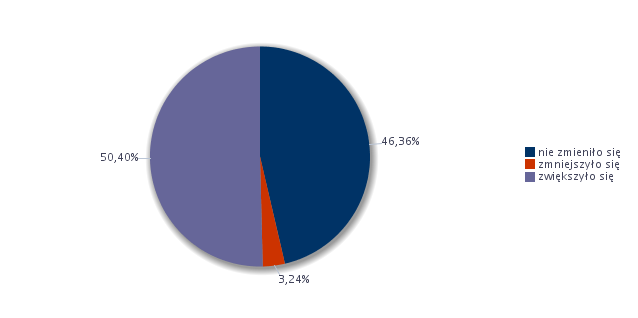 46,36%
50,40%
3,24%
nie zmieniło się
zmniejszyło się
zwiększyło się